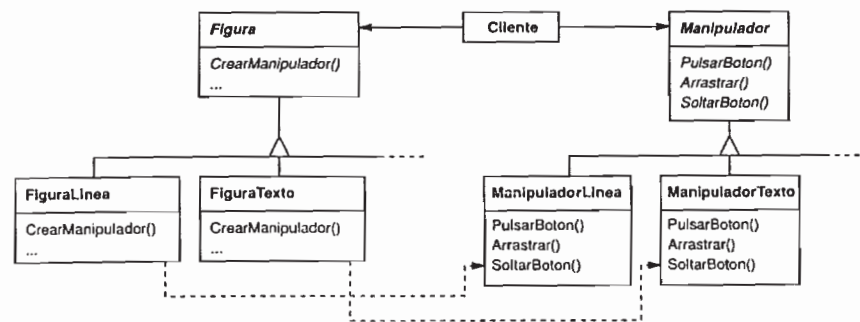 Figura
CrearManipulador()
...
Cliente
Manipulador
PulsarBoton()
Arrastrar()
SoltarBoton()
FiguraLinea
CrearManipulador()
...
FiguraTexto
CrearManipulador()
...
ManipuladorLinea
PulsarBoton()
Arrastrar()
SoltarBoton()
ManipuladorTexto
PulsarBoton()
Arrastrar()
SoltarBoton()